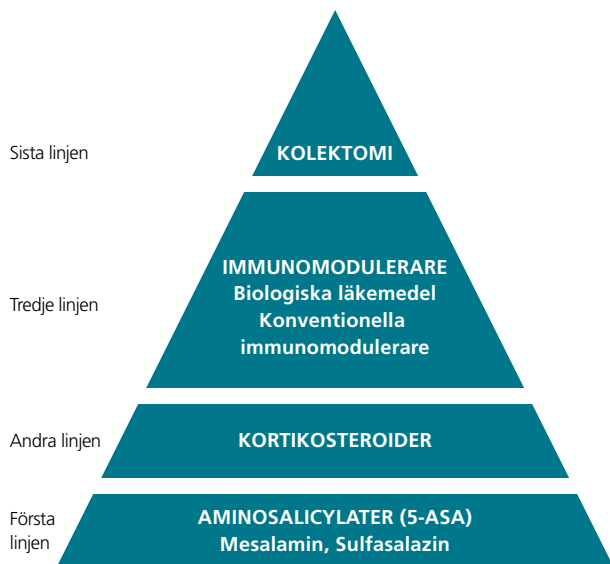 Sista linjen
KOLEKTOMI
Tredje linjen
IMMUNOMODULERARE
Biologiska läkemedel
Konventionella
immunomodulerare
Andra linjen
KORTIKOSTEROIDER
Första
linjen
AMINOSALICYLATER (5-ASA)
Mesalamin, Sulfasalazin